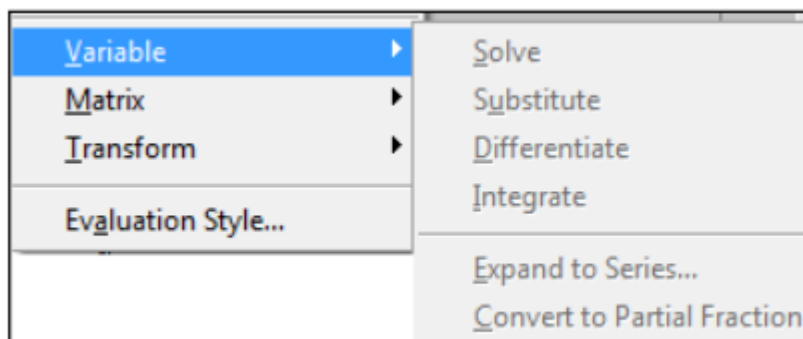 Variable
Matrix
Transform
Evaluation Style...
Solve
Substitute
Differentiate
Integrate
Expand to Series...
Convert to Partial Fraction